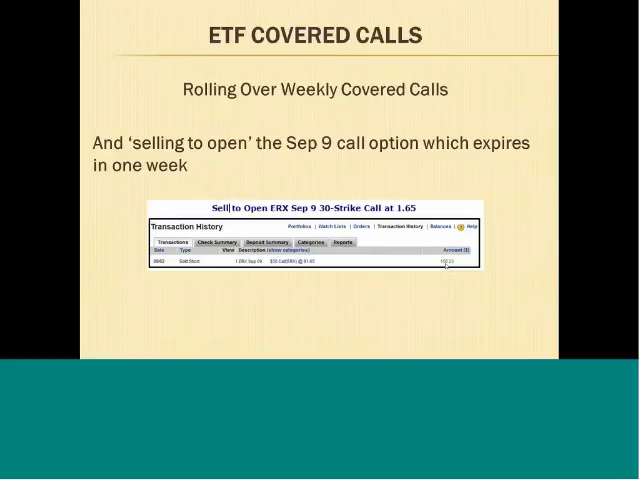 ETF COVERED CALLS
Rolling Over Weekly Covered Calls
And ‘selling to open’ the Sep 9 call option which expires
in one week
Sell to Open ERX Sep 9 30-Strike Call at 1.65
Transaction History Portfolios | Watch Lists | Orders | Transaction History | Balances | Help
Transactions Check Summary Deposit Summary Categories Reports
Date Type View Description (show categories) Amount ($)
09/02 Sold Short 1 ERX Sep 09 $30 Call(ERX) @ $1.65